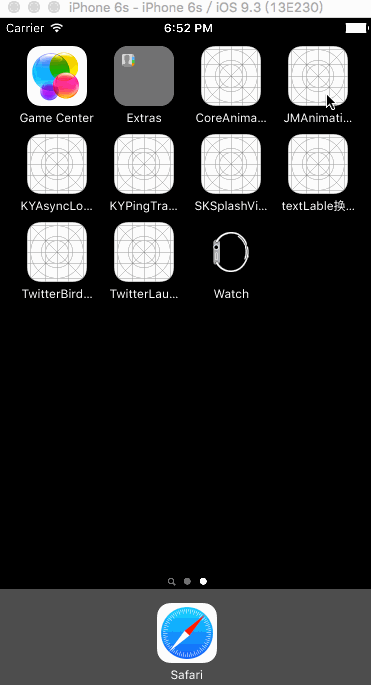 iPhone 6s - iPhone 6s / iOS 9.3 (13E230)
Carrier 6:52 PM
Game Center Extras CoreAnima... JMAnimati...
KYAsyncLo... KYPingTra... SKSplashVi... textLable换...
TwitterBird... TwitterLau... Watch
Safari